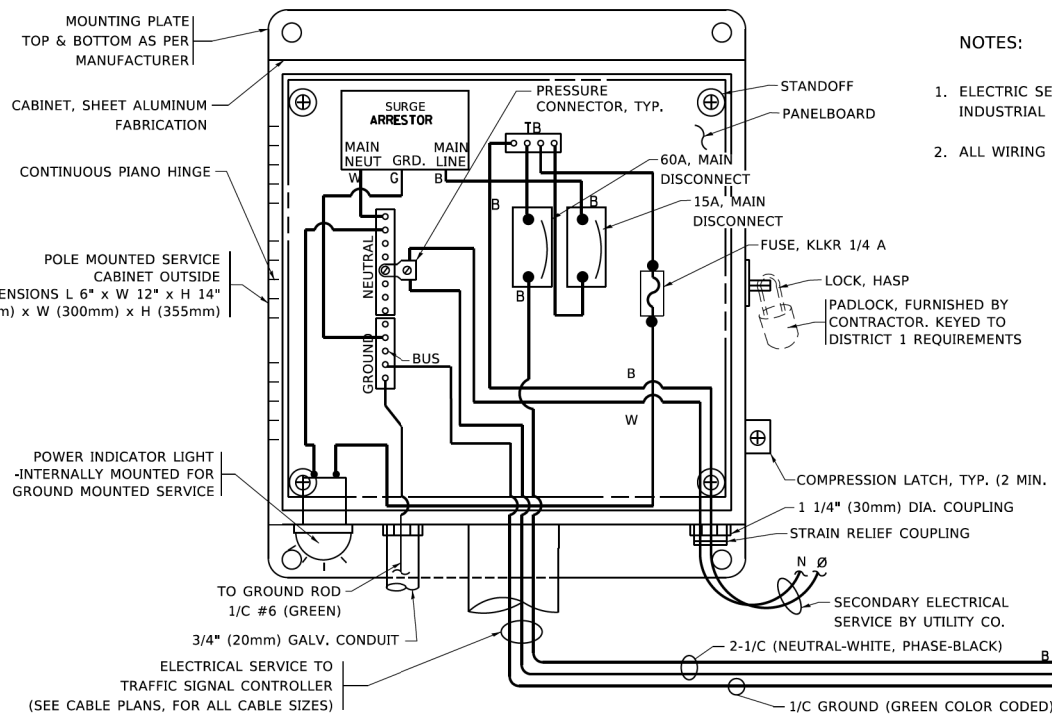 MOUNTING PLATE
TOP & BOTTOM AS PER
MANUFACTURER
CABINET, SHEET ALUMINUM
FABRICATION
CONTINUOUS PIANO HINGE
POLE MOUNTED SERVICE
CABINET OUTSIDE
L 6" x W 12" x H 14"
x W (300mm) x H (355mm)
POWER INDICATOR LIGHT
-INTERNALLY MOUNTED FOR
GROUND MOUNTED SERVICE
SURGE
ARRESTOR
MAIN
NEUT
GRD.
MAIN
LINE
W
G
B
PRESSURE
CONNECTOR, TYP.
TB
STANDOFF
PANELBOARD
60A, MAIN
DISCONNECT
15A, MAIN
DISCONNECT
B
B
B
FUSE, KLKR 1/4 A
NEUTRAL
GROUND
BUS
B
W
LOCK, HASP
PADLOCK, FURNISHED BY
CONTRACTOR. KEYED TO
DISTRICT 1 REQUIREMENTS
COMPRESSION LATCH, TYP. (2 MIN.
1 1/4" (30mm) DIA. COUPLING
STRAIN RELIEF COUPLING
N Ø
SECONDARY ELECTRICAL
SERVICE BY UTILITY CO.
TO GROUND ROD
1/C #6 (GREEN)
3/4" (20mm) GALV. CONDUIT
ELECTRICAL SERVICE TO
TRAFFIC SIGNAL CONTROLLER
(SEE CABLE PLANS, FOR ALL CABLE SIZES)
2-1/C (NEUTRAL-WHITE, PHASE-BLACK)
B
1/C GROUND (GREEN COLOR CODED)
NOTES:
1. ELECTRIC
INDUSTRIAL
2. ALL WIRING